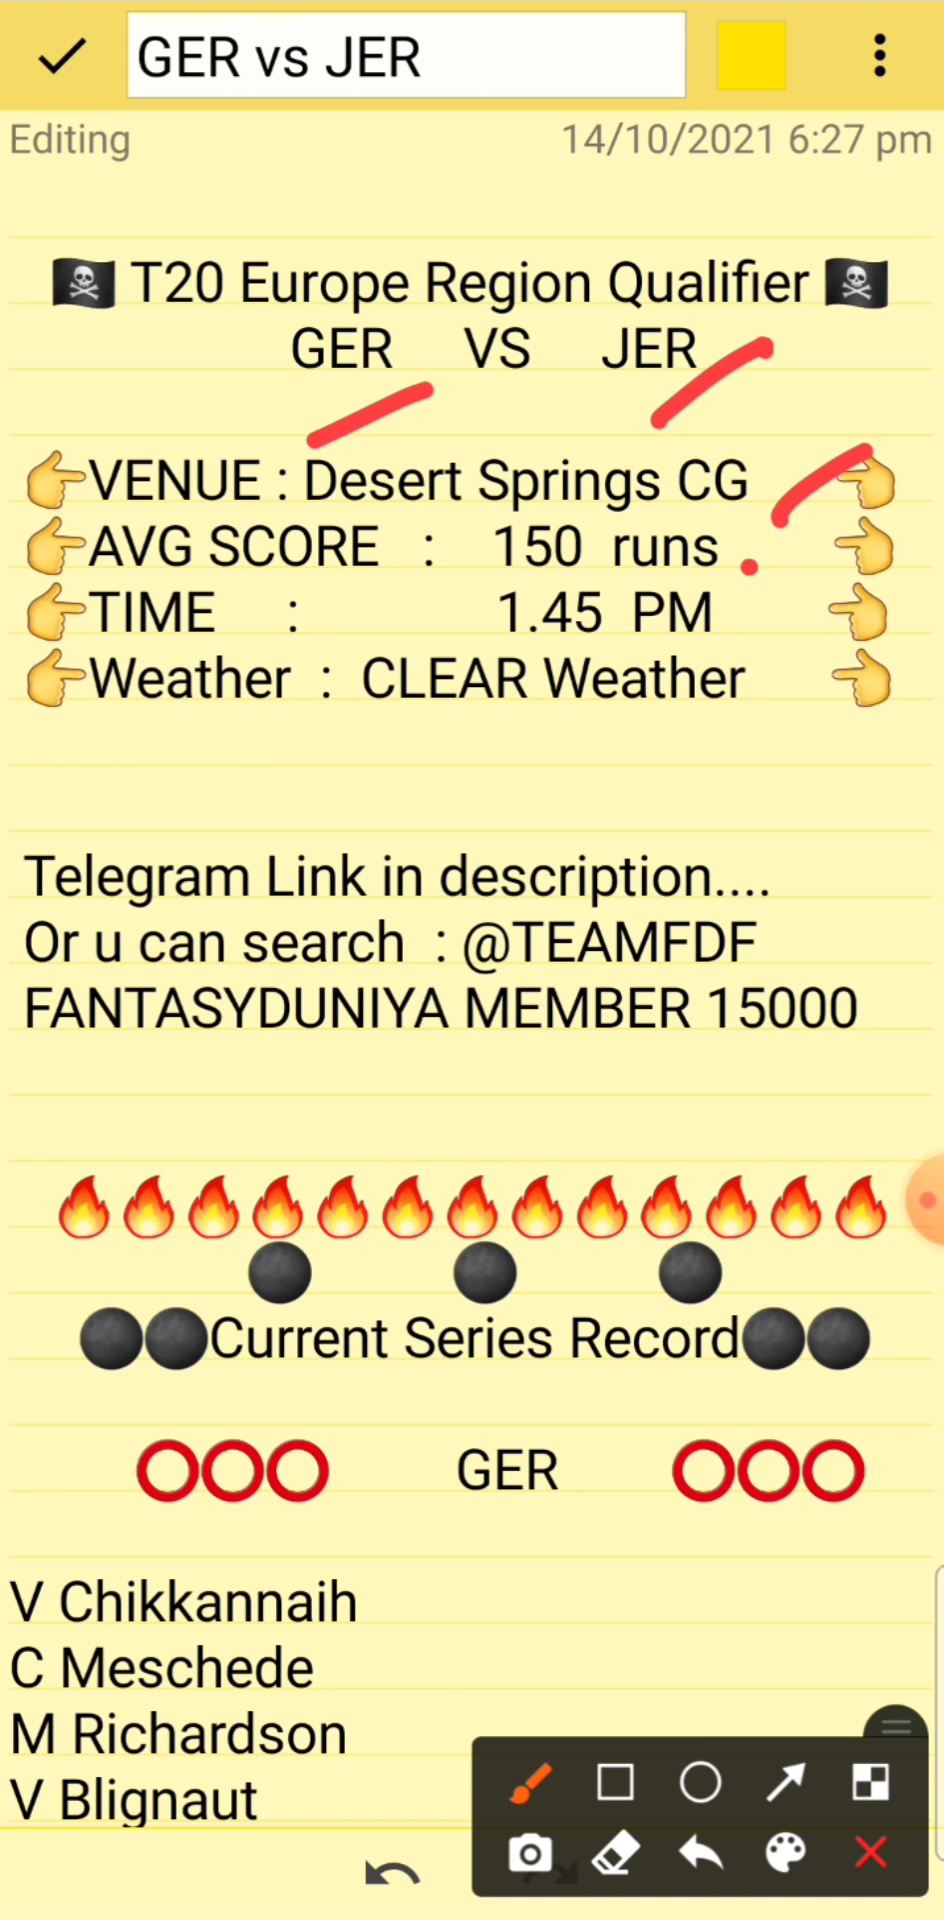 GER vs JER
Editing 14/10/2021 6:27 pm
T20 Europe Region Qualifier
GER VS JER
VENUE : Desert Springs CG
AVG SCORE : 150 runs
TIME : 1.45 PM
Weather : CLEAR Weather
Telegram Link in description....
Or u can search : @TEAMFDF
FANTASYDUNIYA MEMBER 15000
Current Series Record
GER
V Chikkannaih
C Meschede
M Richardson
V Blignaut